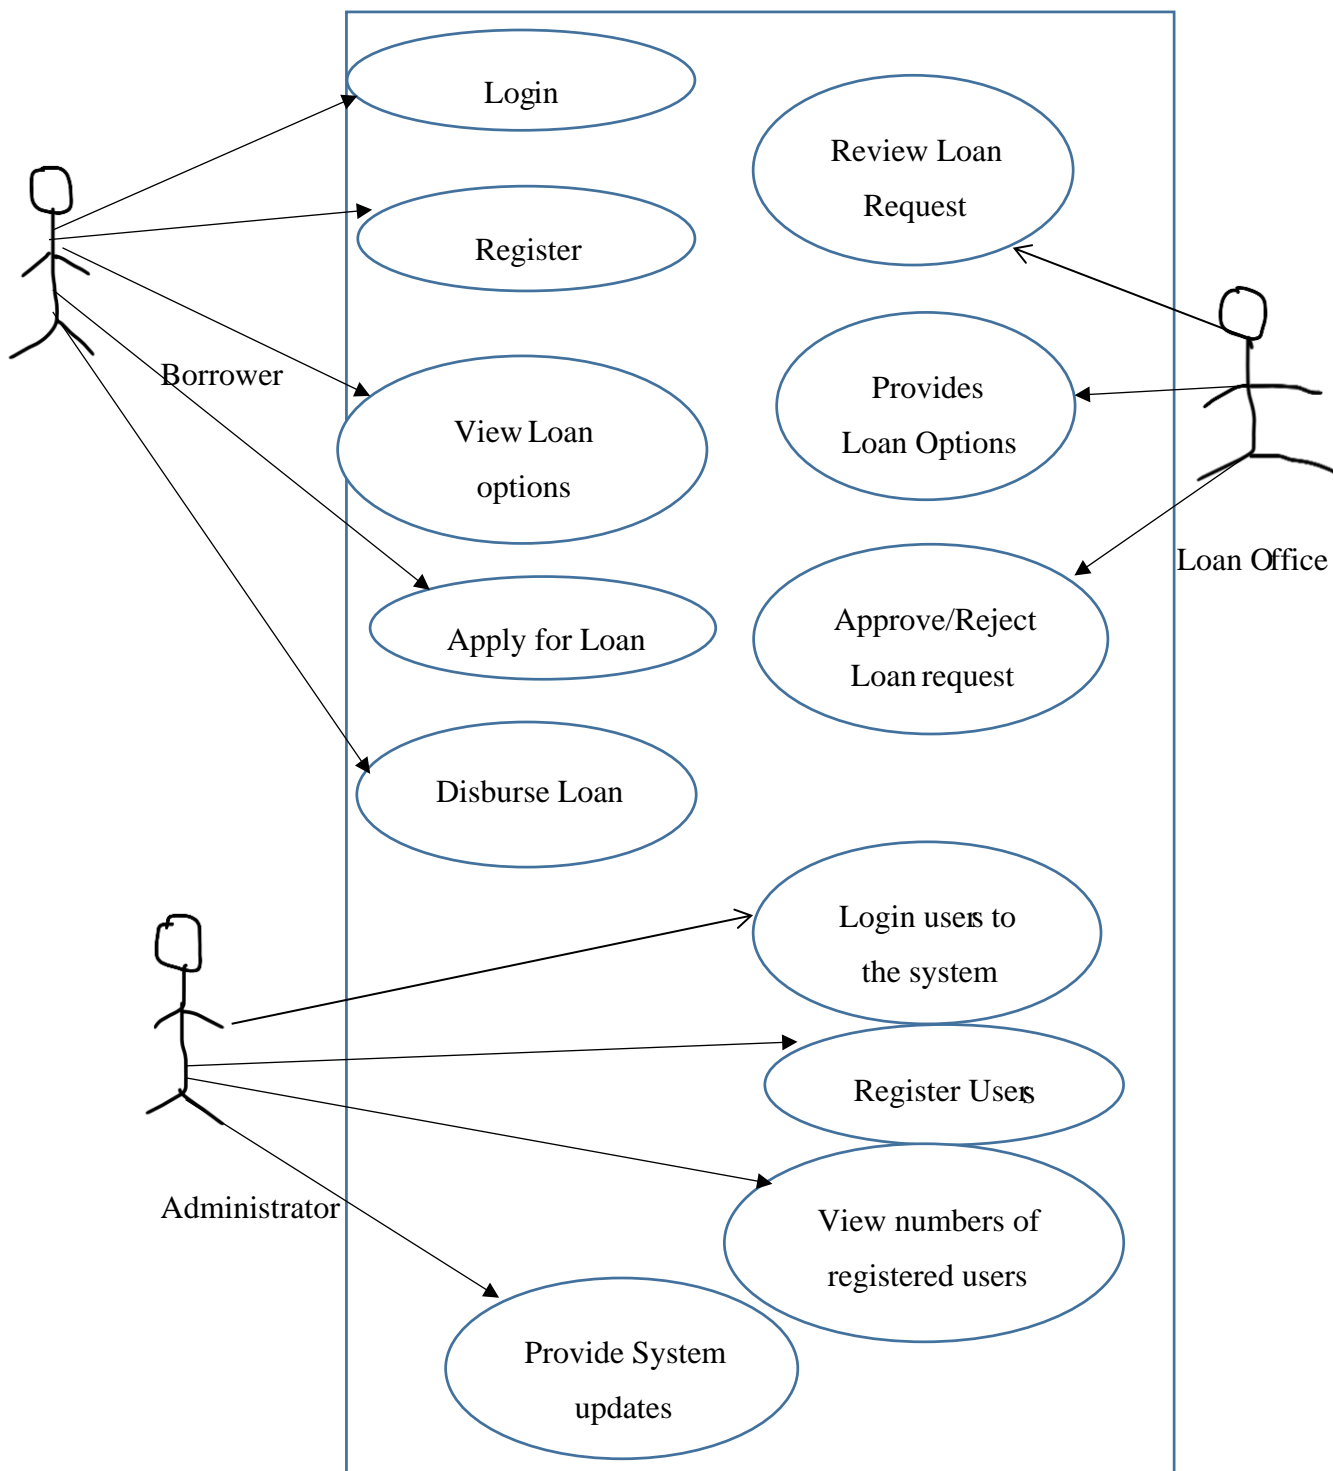 Login
Register
Borrower
View Loan
options
Apply for Loan
Disburse Loan
Review Loan
Request
Provides
Loan Options
Loan Office
Approve/Reject
Loan request
Login users to
the system
Register Users
Administrator
View numbers of
registered users
Provide System
updates